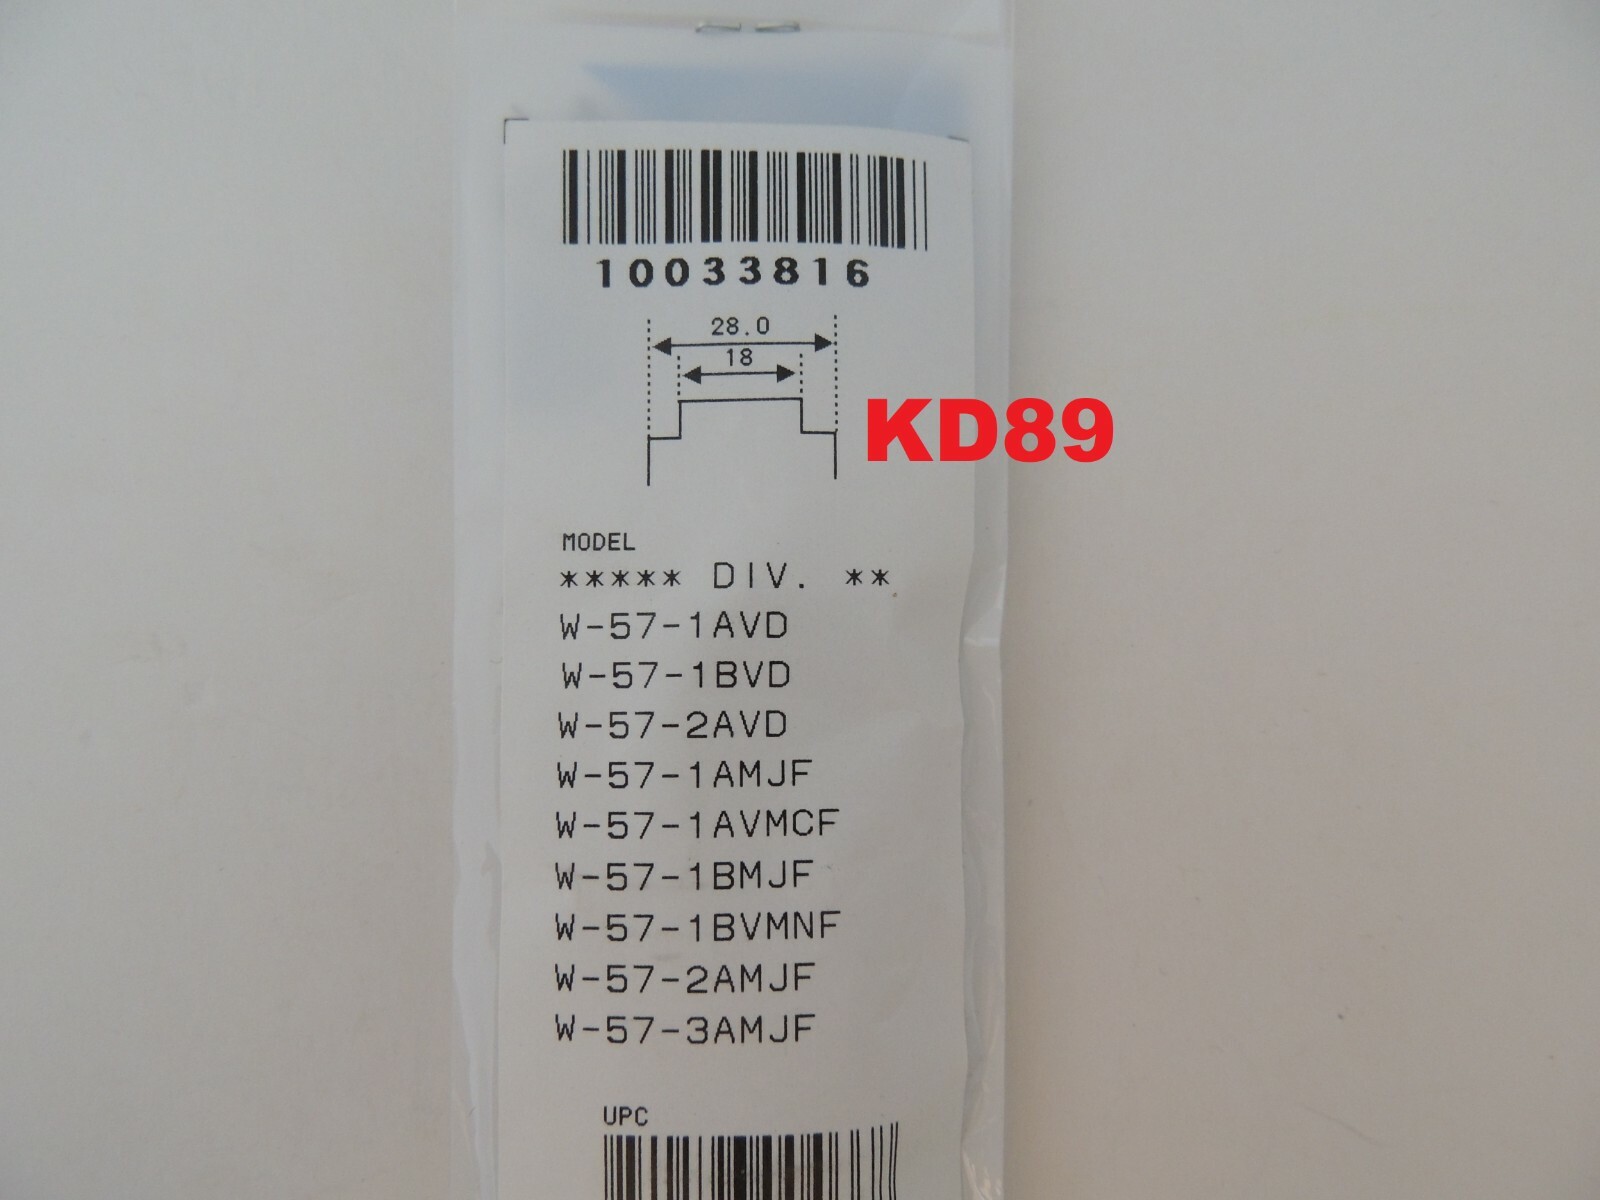 10033816
28.0
18
KD89
MODEL
***** DIV. **
W-57-1AVD
W-57-1BVD
W-57-2AVD
W-57-1AMJF
W-57-1AVMCF
W-57-1BMJF
W-57-1BVMNF
W-57-2AMJF
W-57-3AMJF
UPC